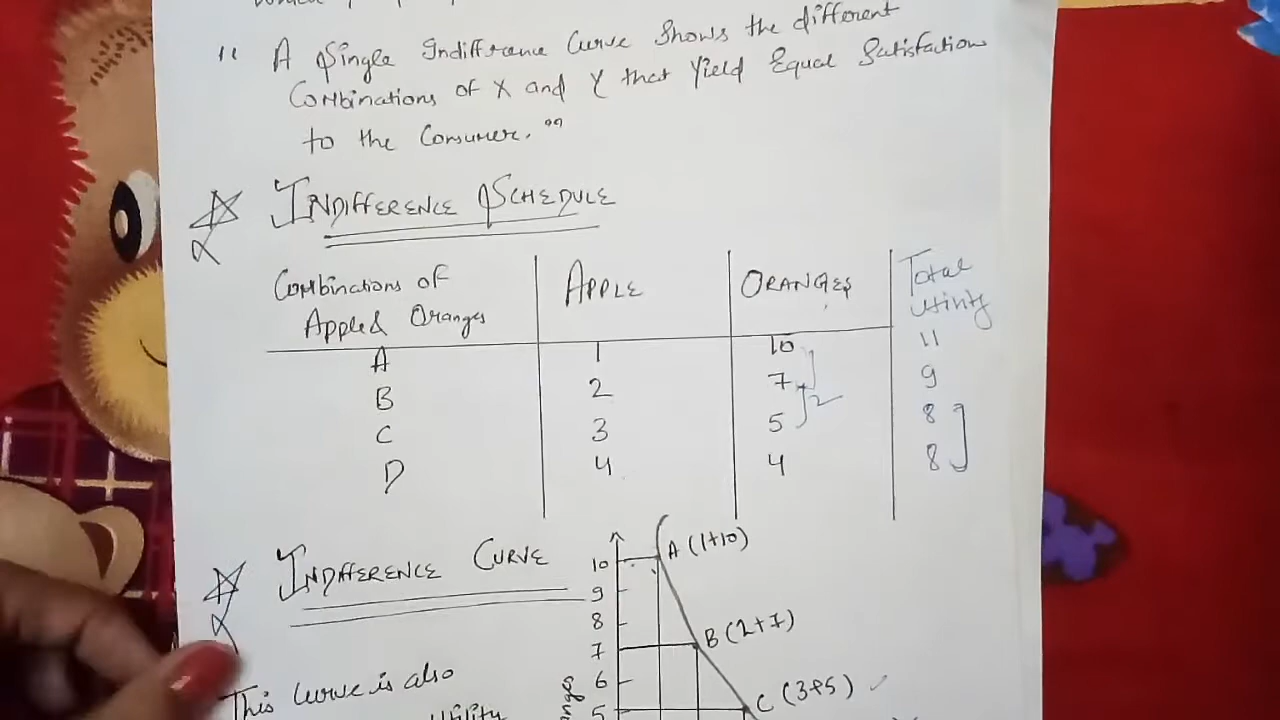 " A Single Indifference Curve Shows the different
Combinations of X and Y that Yield Equal Satisfaction
to the Consumer."
INDIFFERENCE SCHEDULE
Combinations of Apple & Oranges | APPLE | ORANGES | Total utility
A 1 10 11
B 2 7 9
2
C 3 5 8
D 4 4 8
INDIFFERENCE CURVE
This Curve is also
Utility
10 A (1+10)
9
8
7 B (2+7)
6
5 C (3+5)